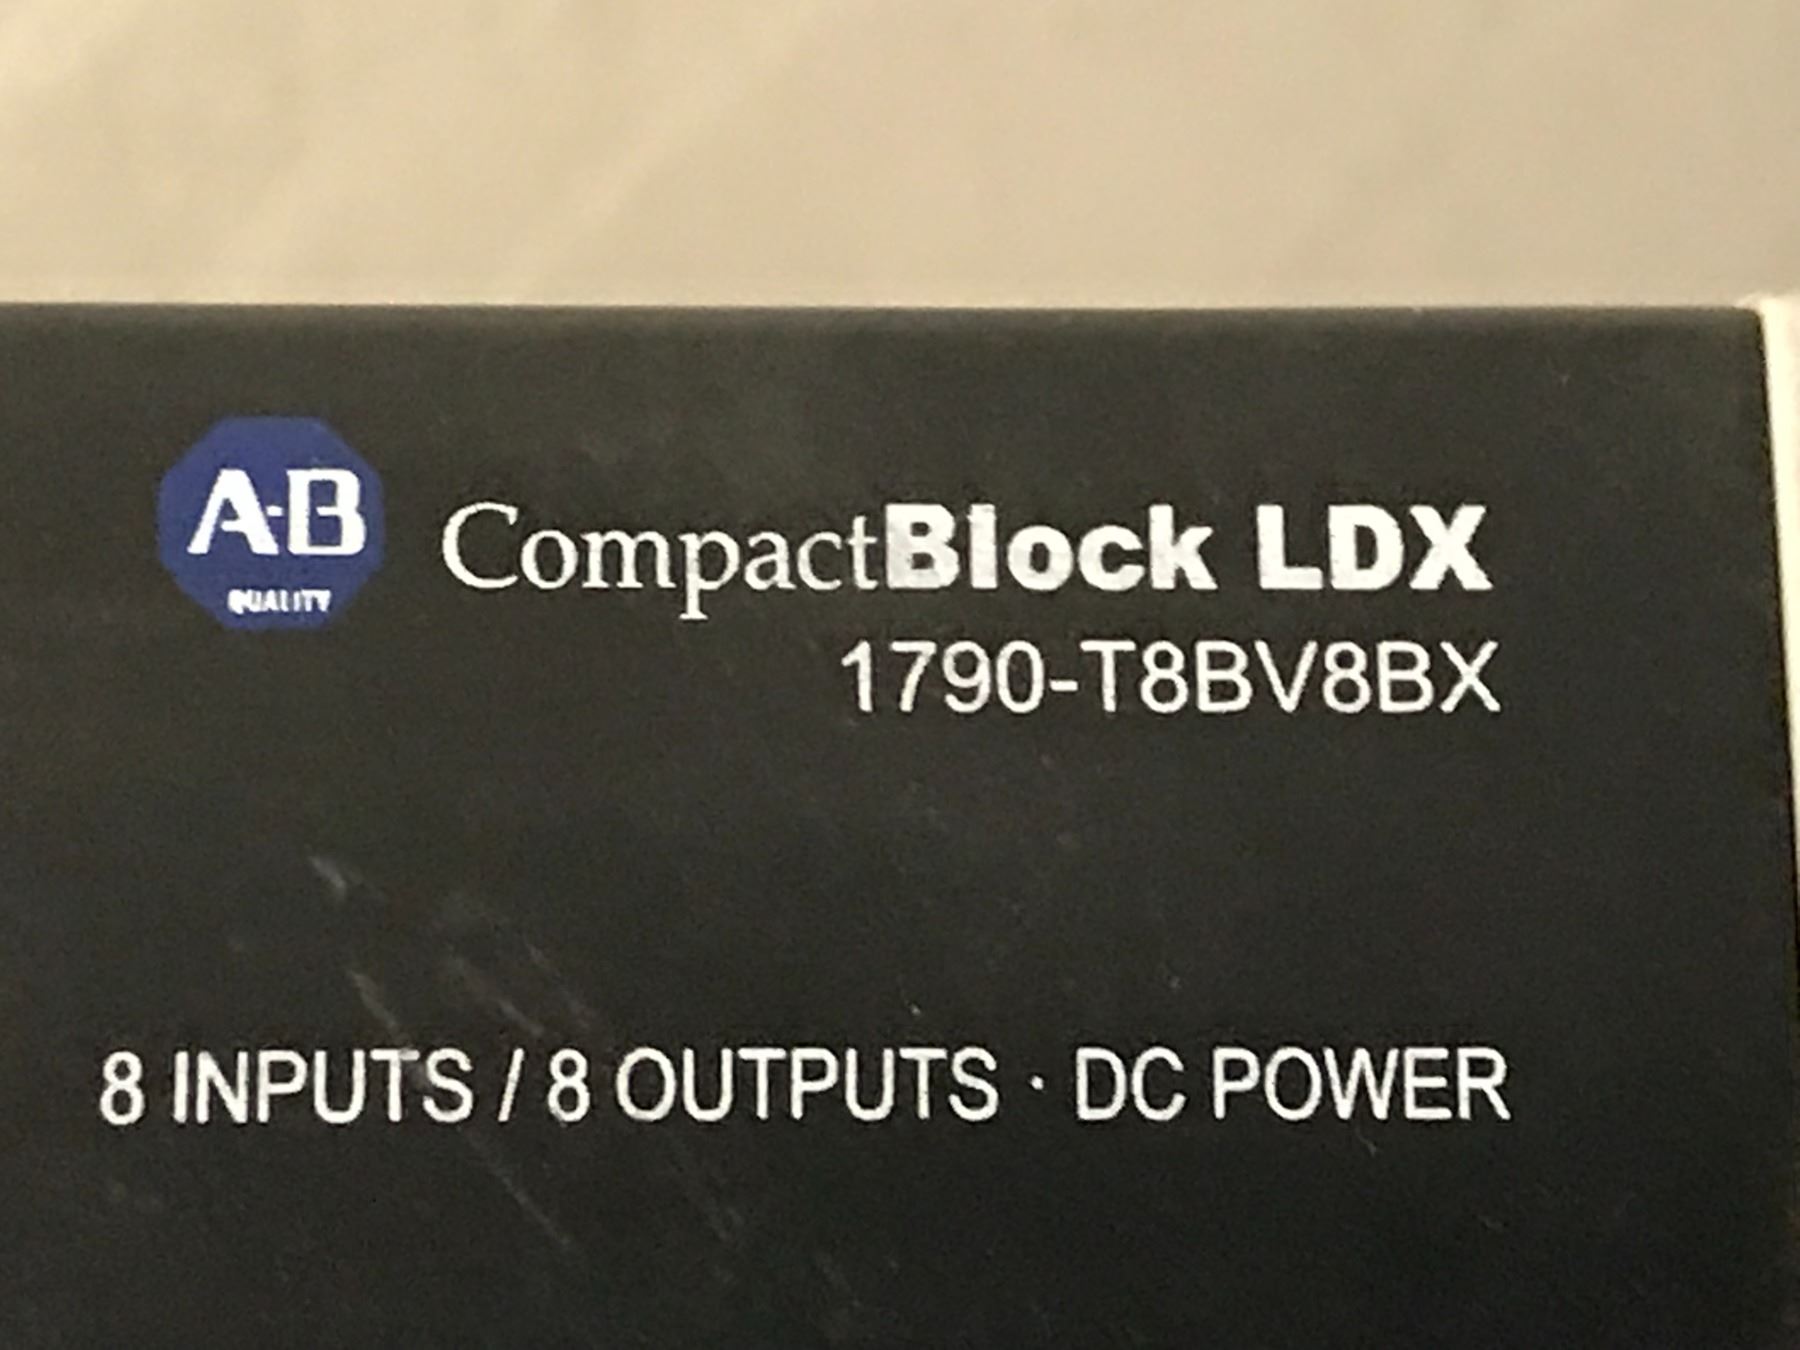 A-B
QUALITY
CompactBlock LDX
1790-T8BV8BX
8 INPUTS / 8 OUTPUTS · DC POWER